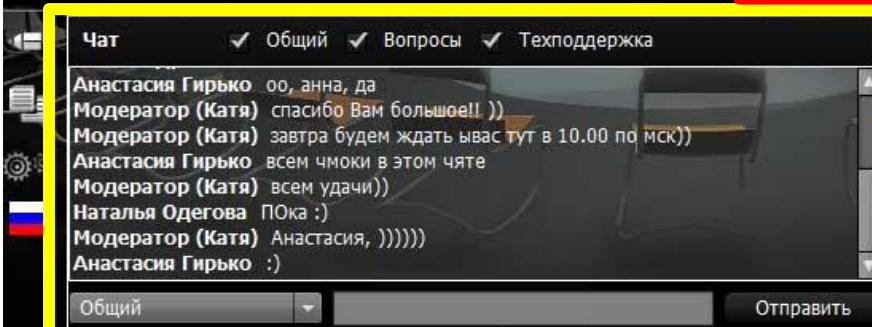 Чат Общий Вопросы Техподдержка
Анастасия Гирько оо, анна, да
Модератор (Катя) спасибо Вам большое!! ))
Модератор (Катя) завтра будем ждать ывас тут в 10.00 по мск))
Анастасия Гирько всем чмоки в этом чяте
Модератор (Катя) всем удачи))
Наталья Одегова ПОка :)
Модератор (Катя) Анастасия, ))))))
Анастасия Гирько :)
Общий Отправить